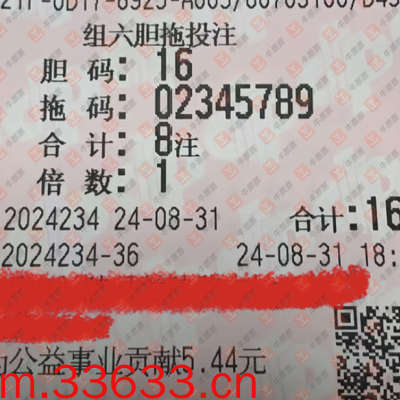 组六胆拖投注
胆 码：16
拖 码：02345789
合 计：8注
倍 数：1
2024234 24-08-31 合计:16
2024234-36 24-08-31 18:
公益事业贡献5.44元
m.33633.cn